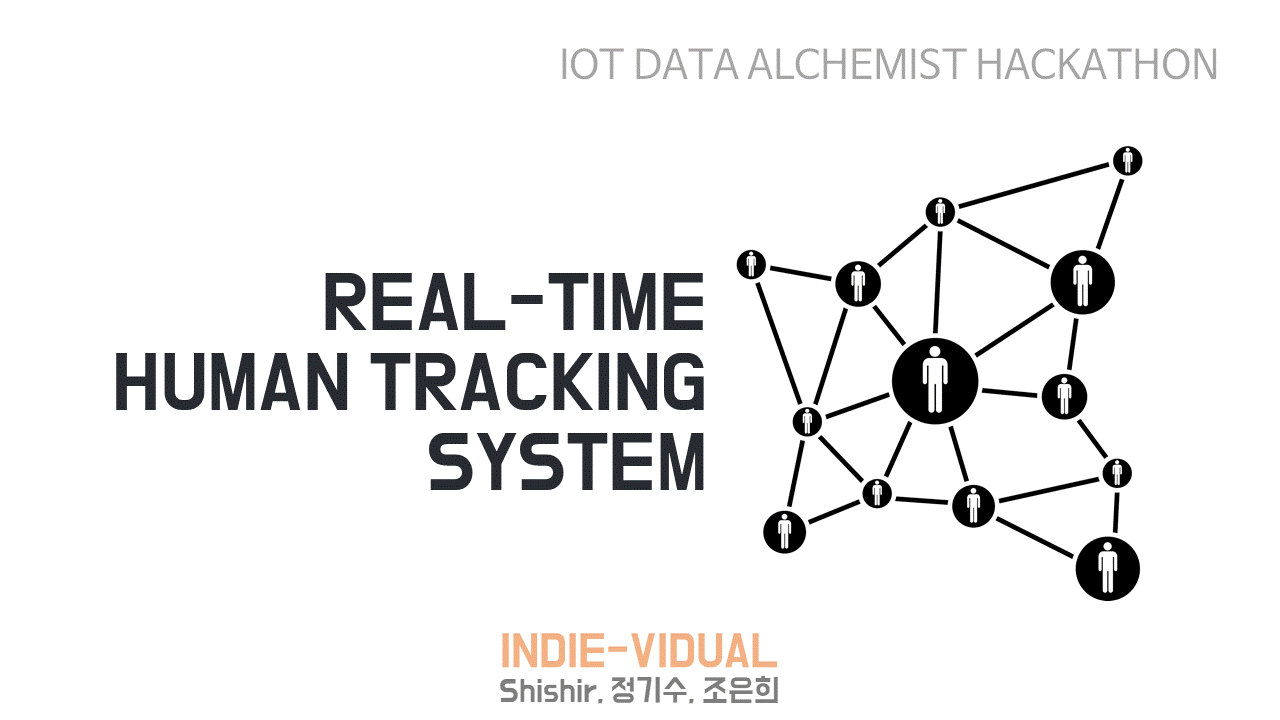 IOT DATA ALCHEMIST HACKATHON
REAL-TIME
HUMAN TRACKING
SYSTEM
INDIE-VIDUAL
Shishir, 정기수, 조은희